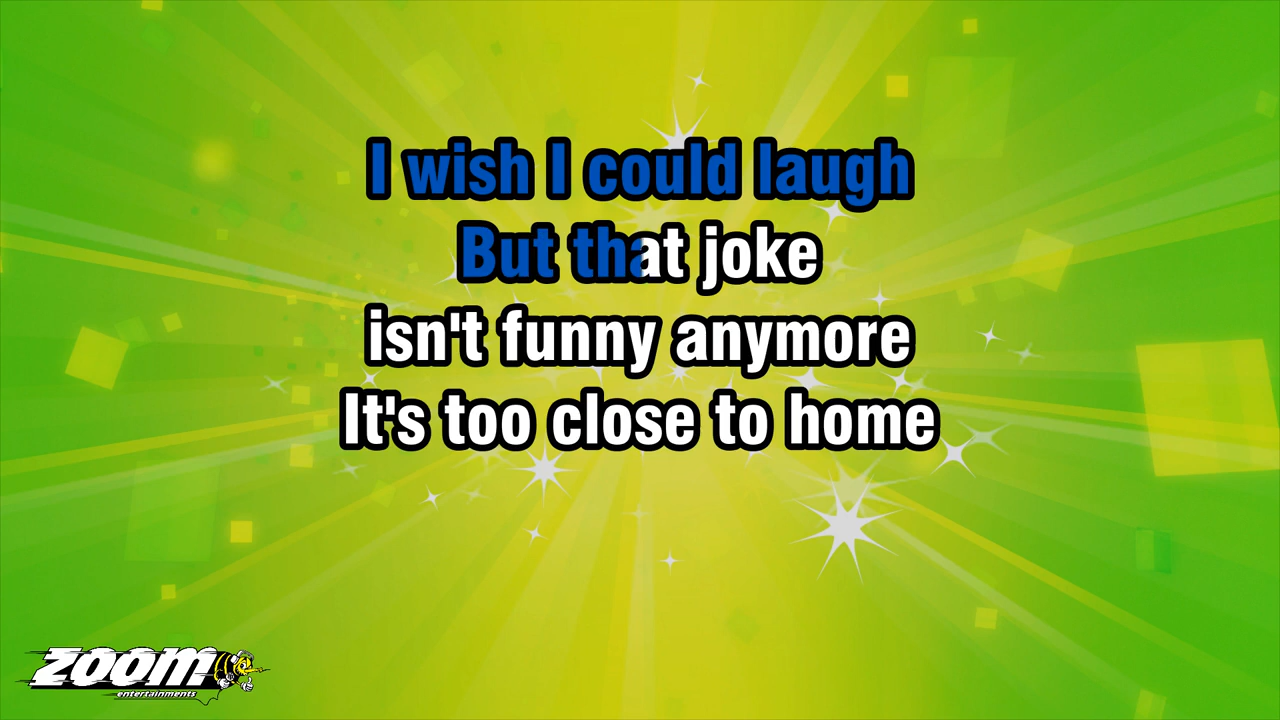 I wish I could laugh
But that joke
isn't funny anymore
It's too close to home
ZOOM
entertainments